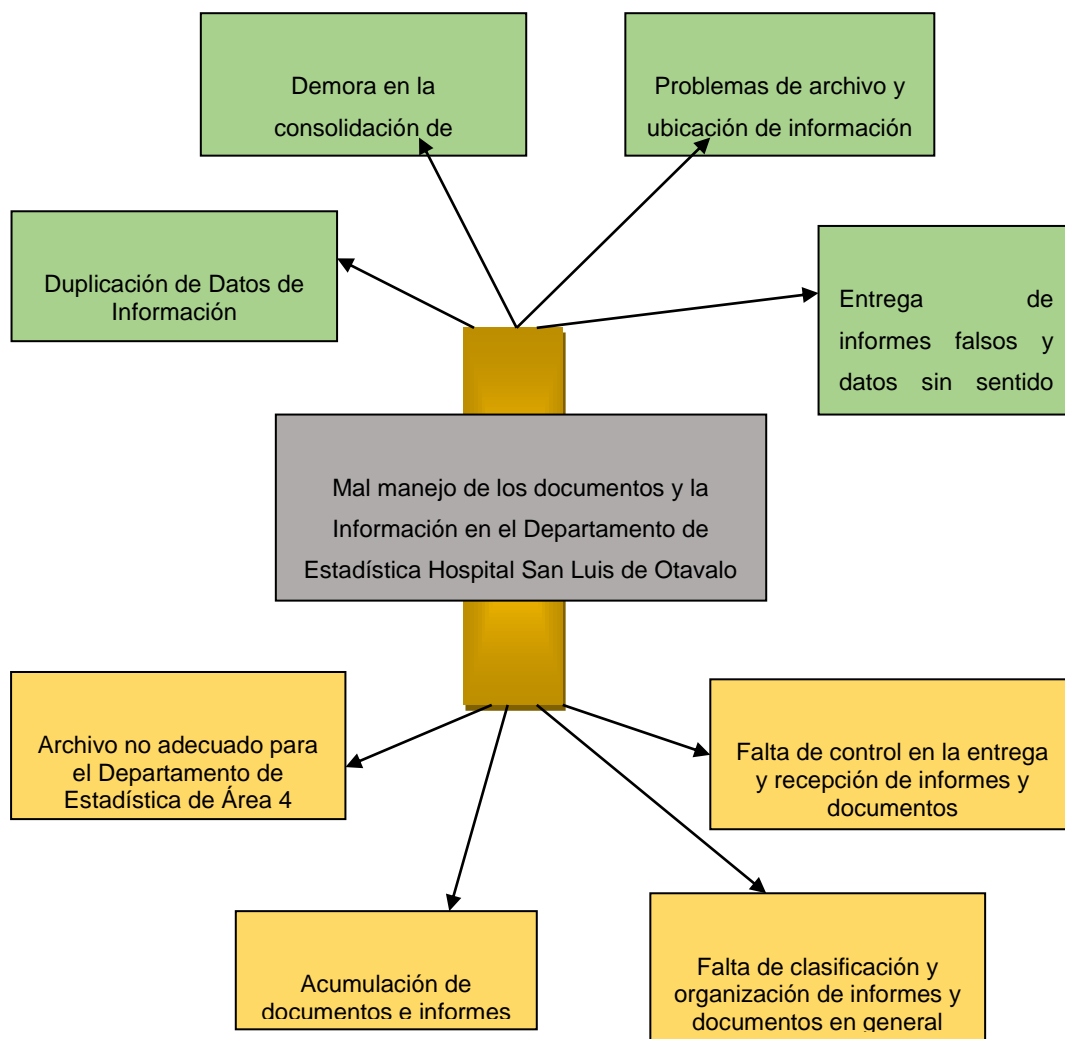 Demora en la
consolidación de
Problemas de archivo y
ubicación de información
Duplicación de Datos de
Información
Entrega de
informes falsos y
datos sin sentido
Mal manejo de los documentos y la
Información en el Departamento de
Estadística Hospital San Luis de Otavalo
Archivo no adecuado para
el Departamento de
Estadística de Área 4
Falta de control en la entrega
y recepción de informes y
documentos
Acumulación de
documentos e informes
Falta de clasificación y
organización de informes y
documentos en general